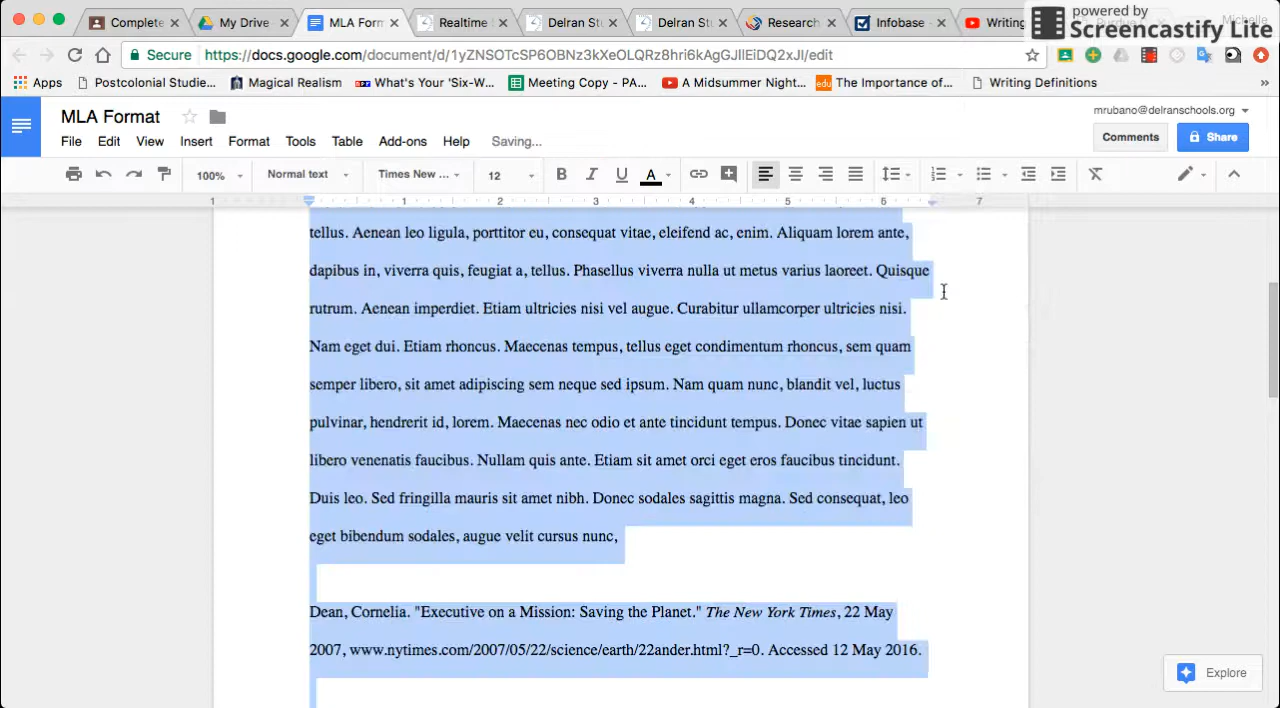 Complete
My Drive
MLA Forn
Realtime
Delran St
Delran St
Research
Infobase
Writing
powered by
Screencastify Lite
Secure
https://docs.google.com/document/d/1yZNSOTcSP6OBNz3kXeOLQRz8hri6kAgGJlIEiDQ2xJI/edit
Apps
Postcolonial Studie...
Magical Realism
What's Your 'Six-W...
Meeting Copy - PA...
A Midsummer Night...
edu
The Importance of...
Writing Definitions
»
MLA Format
mrubano@delranschools.org
File Edit View Insert Format Tools Table Add-ons Help Saving...
Comments
Share
100%
Normal text
Times New ...
12
B I U A
1 1 2 3 4 5 6 7
tellus. Aenean leo ligula, porttitor eu, consequat vitae, eleifend ac, enim. Aliquam lorem ante,
dapibus in, viverra quis, feugiat a, tellus. Phasellus viverra nulla ut metus varius laoreet. Quisque
rutrum. Aenean imperdiet. Etiam ultricies nisi vel augue. Curabitur ullamcorper ultricies nisi.
Nam eget dui. Etiam rhoncus. Maecenas tempus, tellus eget condimentum rhoncus, sem quam
semper libero, sit amet adipiscing sem neque sed ipsum. Nam quam nunc, blandit vel, luctus
pulvinar, hendrerit id, lorem. Maecenas nec odio et ante tincidunt tempus. Donec vitae sapien ut
libero venenatis faucibus. Nullam quis ante. Etiam sit amet orci eget eros faucibus tincidunt.
Duis leo. Sed fringilla mauris sit amet nibh. Donec sodales sagittis magna. Sed consequat, leo
eget bibendum sodales, augue velit cursus nunc,
Dean, Cornelia. "Executive on a Mission: Saving the Planet." The New York Times, 22 May
2007, www.nytimes.com/2007/05/22/science/earth/22ander.html?_r=0. Accessed 12 May 2016.
Explore